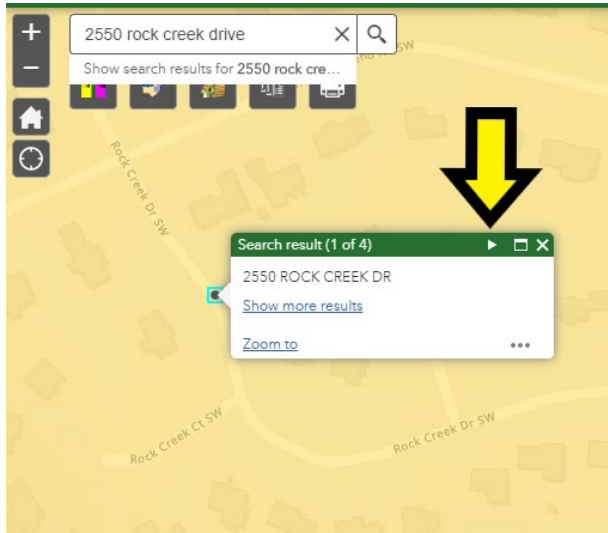 2550 rock creek drive
Show search results for 2550 rock cre...
SW
Rock Creek Dr SW
Search result (1 of 4)
2550 ROCK CREEK DR
Show more results
Zoom to
Rock Creek Ct SW
Rock Creek Dr SW